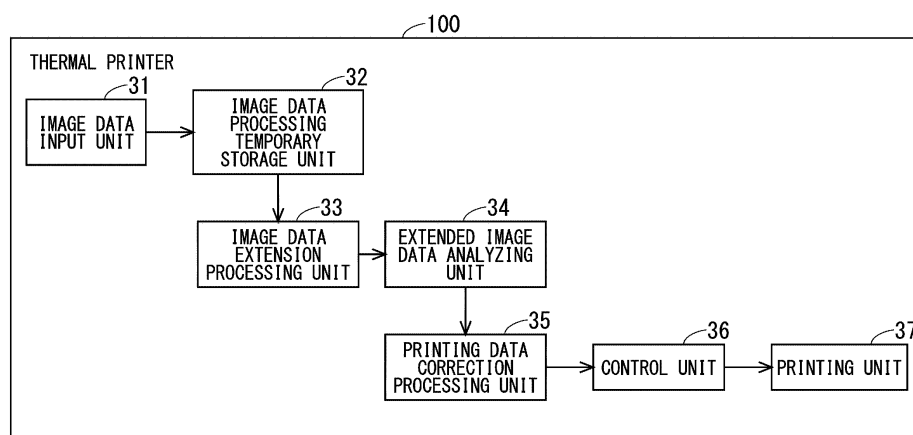 100
THERMAL PRINTER
31
IMAGE DATA
INPUT UNIT
32
IMAGE DATA
PROCESSING
TEMPORARY
STORAGE UNIT
33
IMAGE DATA
EXTENSION
PROCESSING UNIT
34
EXTENDED IMAGE
DATA ANALYZING
UNIT
35
PRINTING DATA
CORRECTION
PROCESSING UNIT
36
CONTROL UNIT
37
PRINTING UNIT